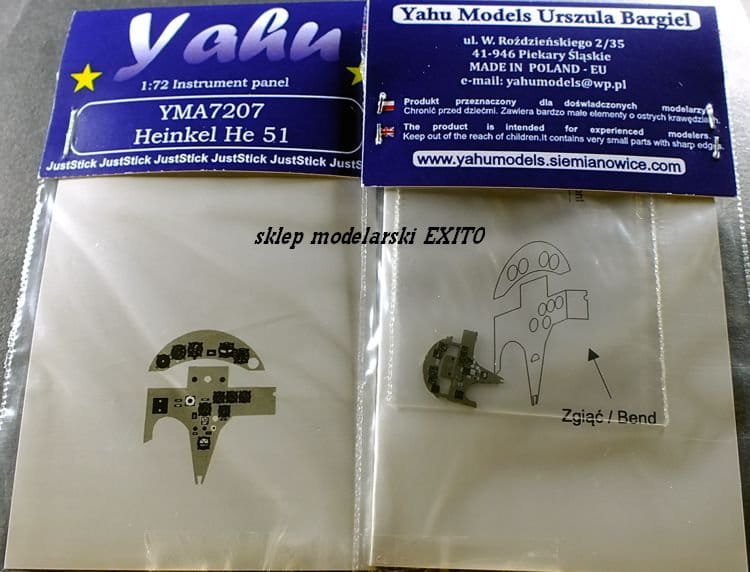 Yahu
1:72 Instrument panel
YMA7207
Heinkel He 51
JustStick JustStick JustStick JustStick JustStick JustStick
Yahu Models Urszula Bargiel
ul. W. Roździeńskiego 2/35
41-946 Piekary Śląskie
MADE IN POLAND - EU
e-mail: yahumodels@wp.pl
Produkt przeznaczony dla doświadczonych modelarzy.
Chronić przed dziećmi. Zawiera bardzo małe elementy o ostrych krawędziach.
The product is intended for experienced modelers.
Keep out of the reach of children.It contains very small parts with sharp edges.
www.yahumodels.siemianowice.com
sklep modelarski EXITO
Zgiąć / Bend